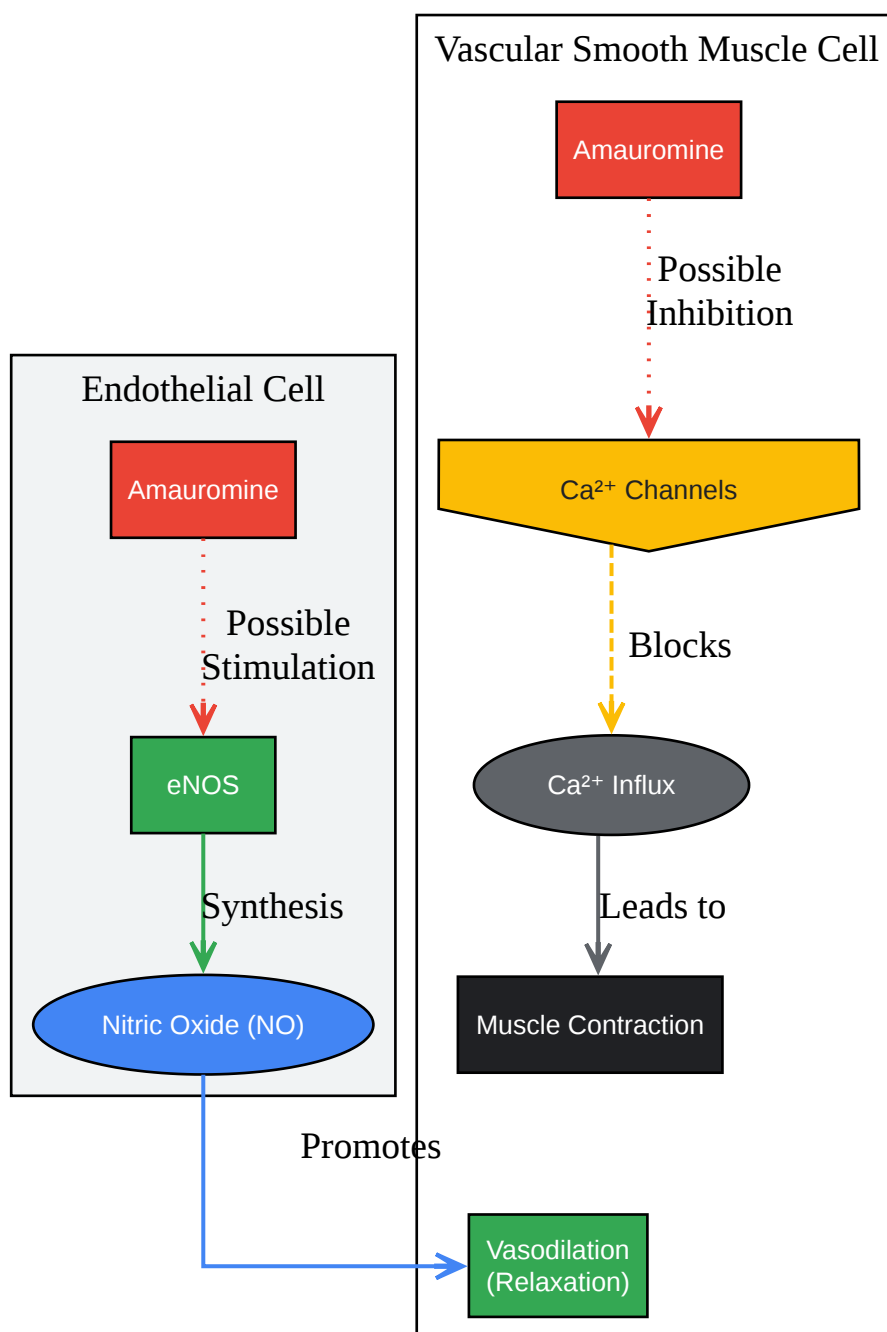 Vascular Smooth Muscle Cell
Amauromine
Possible
Inhibition
Ca²⁺ Channels
Blocks
Ca²⁺ Influx
Leads to
Muscle Contraction
Endothelial Cell
Amauromine
Possible
Stimulation
eNOS
Synthesis
Nitric Oxide (NO)
Promotes
Vasodilation
(Relaxation)